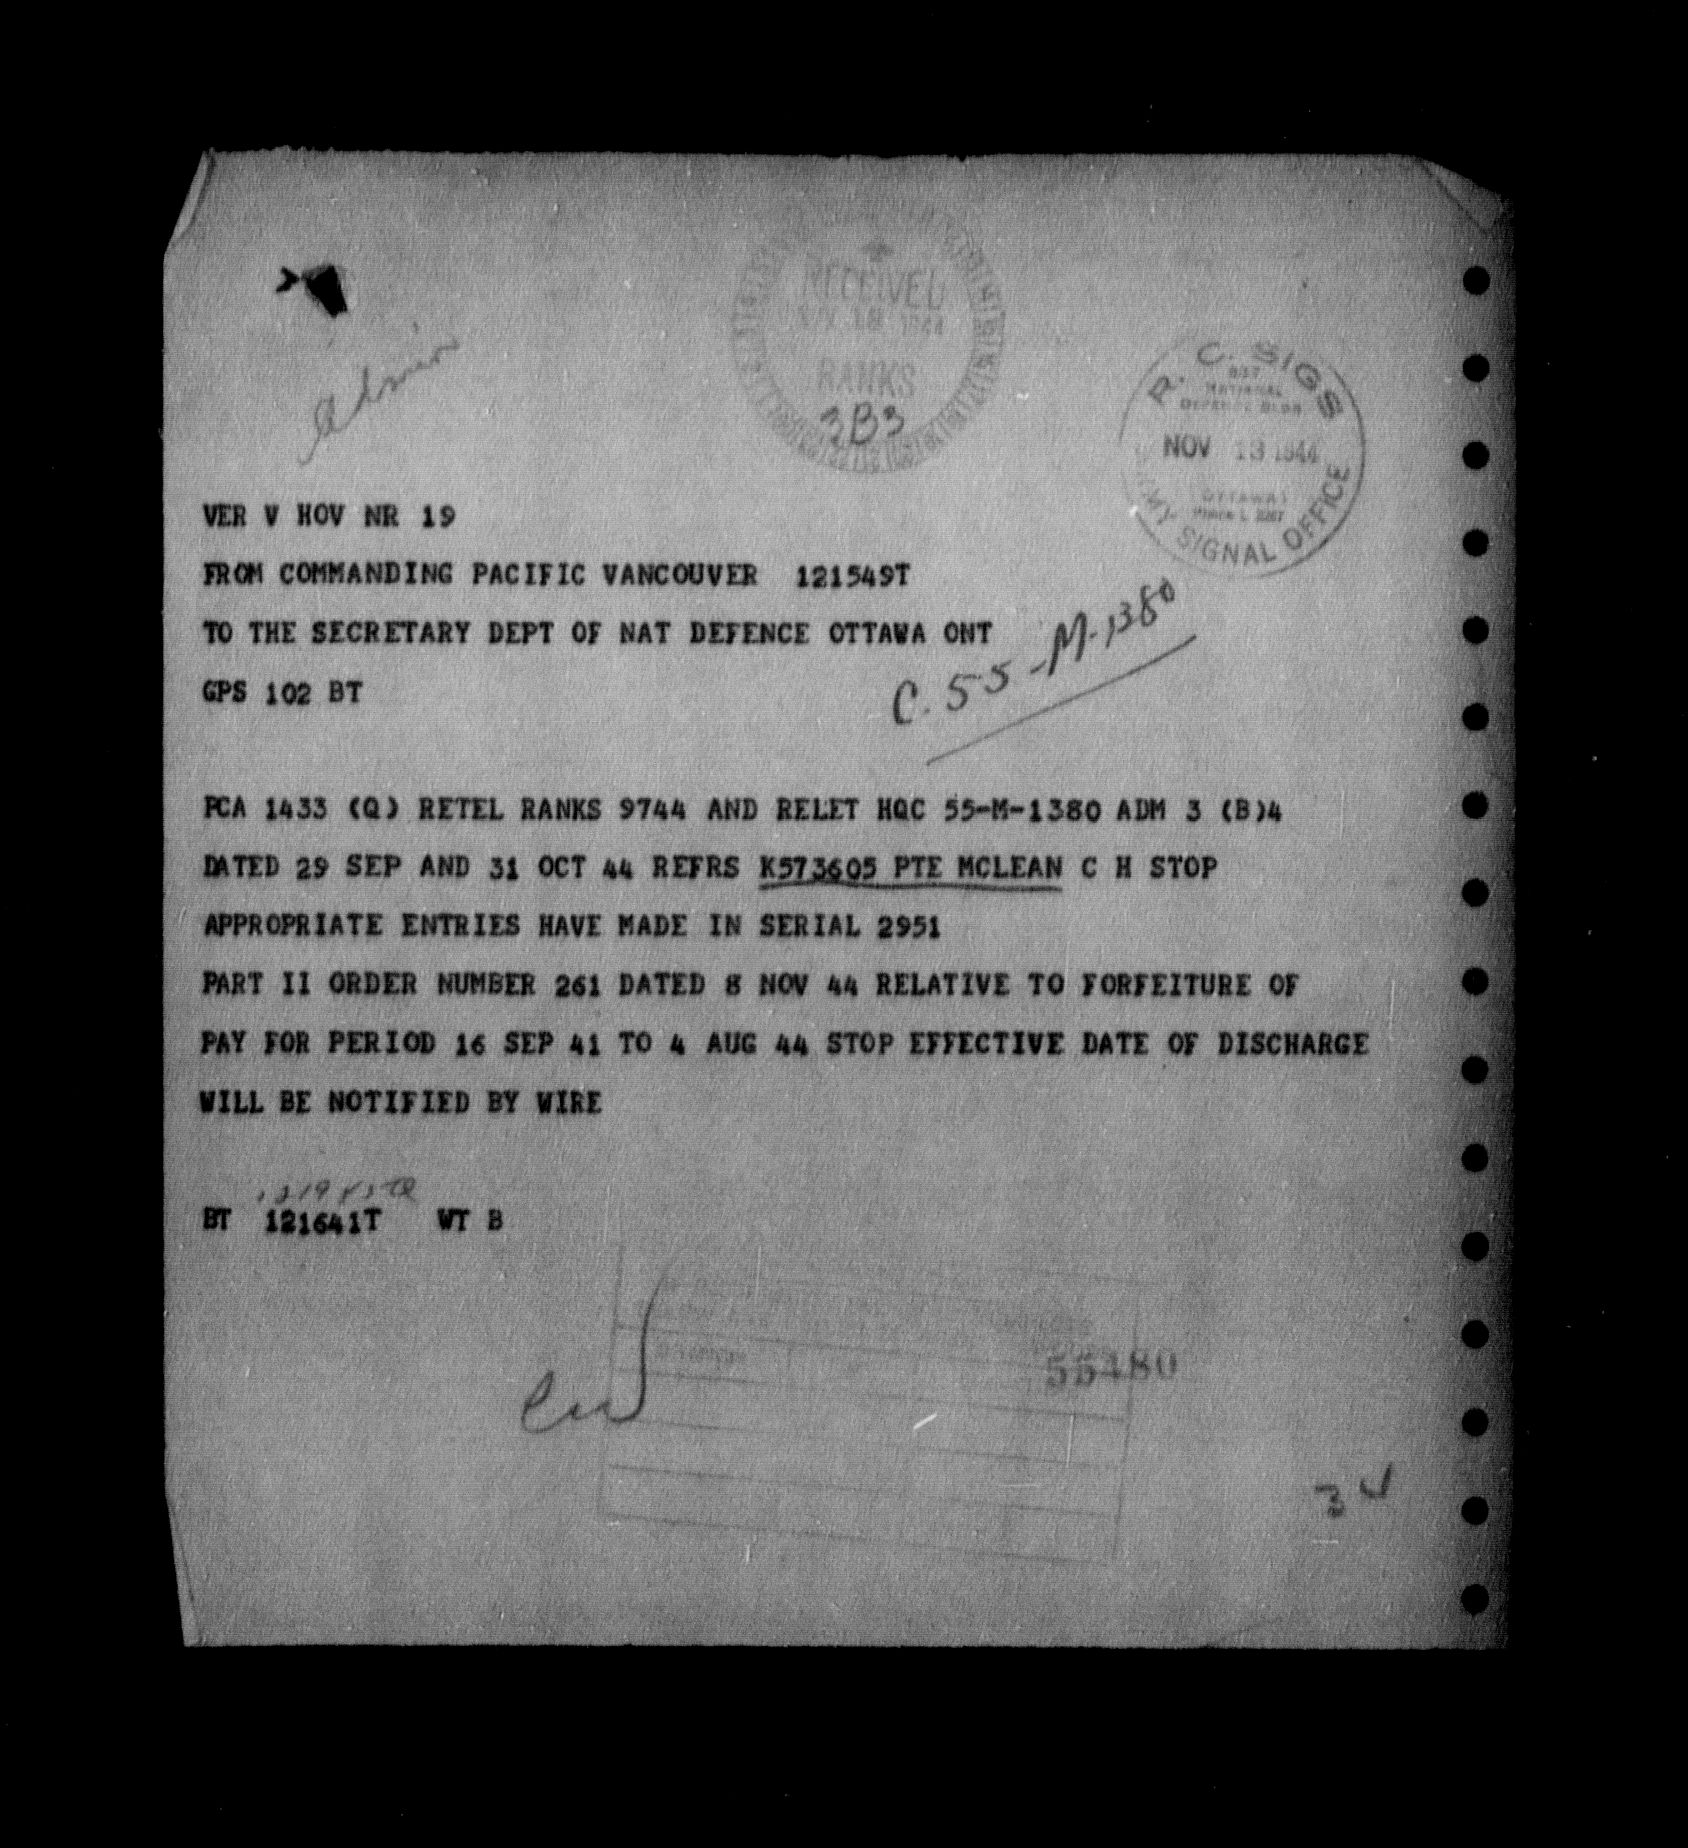 Admin
RECEIVED
RANKS
3B3
R. C. SIGS
NATIONAL
DEFENCE BLDG
NOV 13 1944
OTTAWA
SIGNAL OFFICE
VER V HOV NR 19
FROM COMMANDING PACIFIC VANCOUVER 121549T
TO THE SECRETARY DEPT OF NAT DEFENCE OTTAWA ONT
C. 55-M-1380
GPS 102 BT
PCA 1433 (Q) RETEL RANKS 9744 AND RELET HQC 55-M-1380 ADM 3 (B)4
DATED 29 SEP AND 31 OCT 44 REFRS K573605 PTE MCLEAN C H STOP
APPROPRIATE ENTRIES HAVE MADE IN SERIAL 2951
PART II ORDER NUMBER 261 DATED 8 NOV 44 RELATIVE TO FORFEITURE OF
PAY FOR PERIOD 16 SEP 41 TO 4 AUG 44 STOP EFFECTIVE DATE OF DISCHARGE
WILL BE NOTIFIED BY WIRE
BT 121641T WT B
55480
3